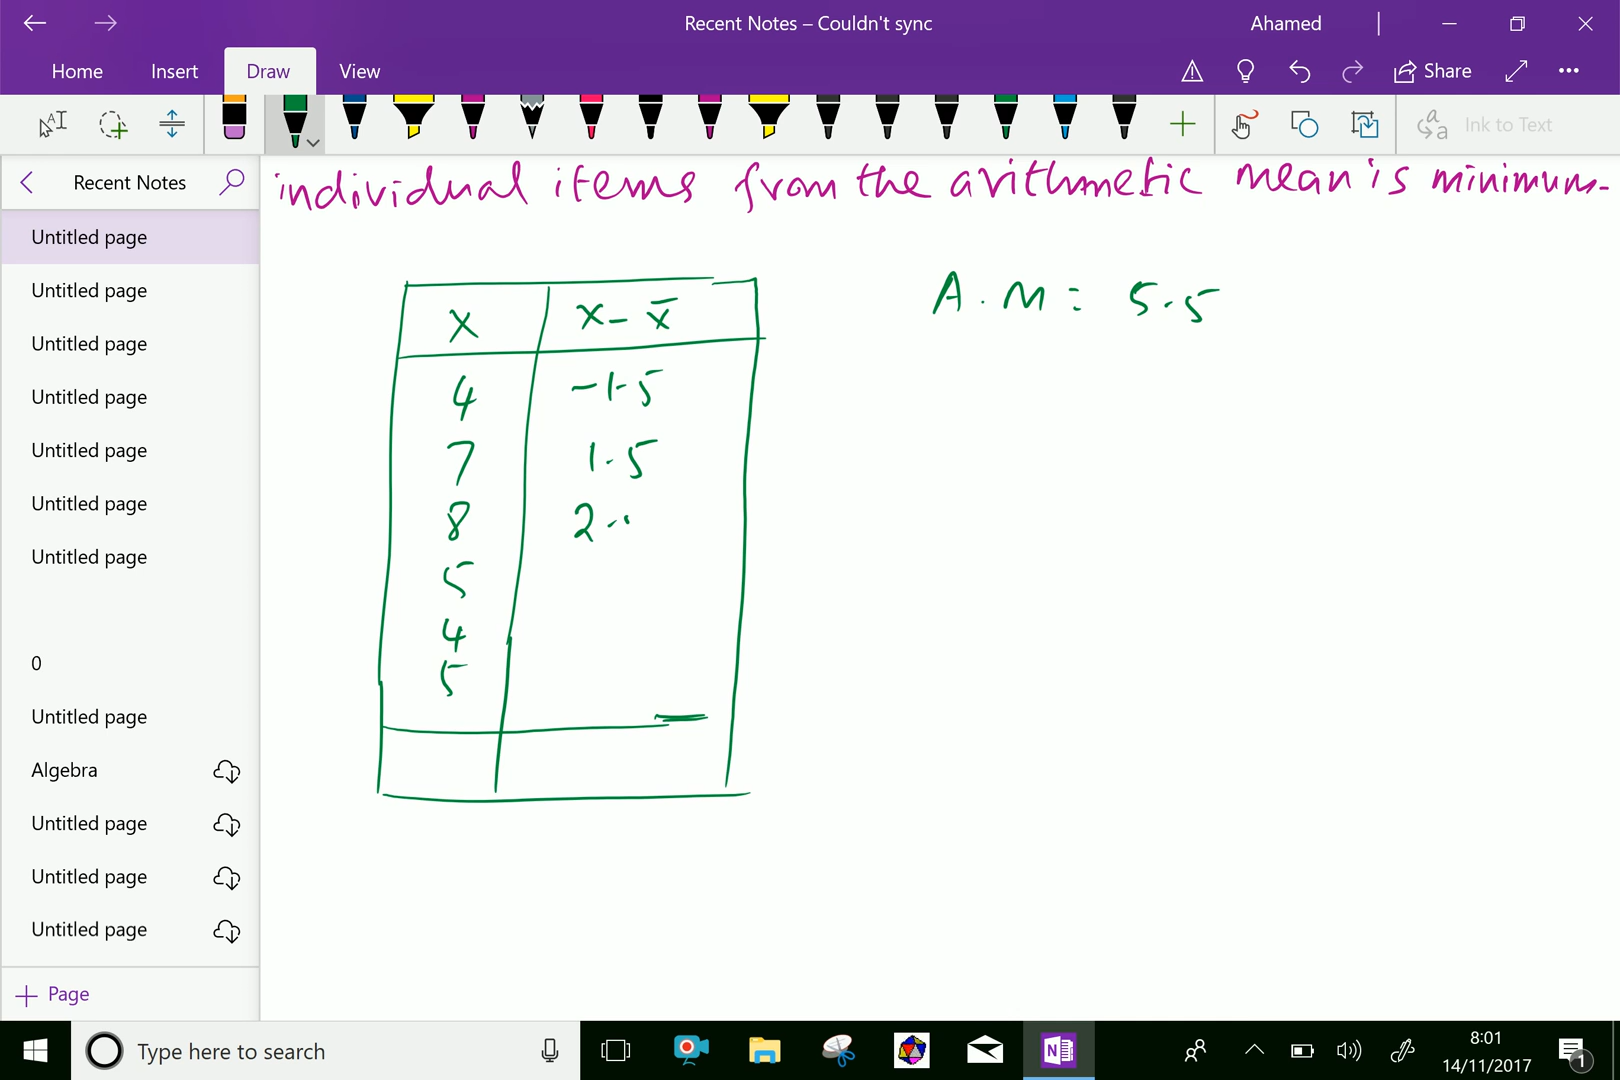 Recent Notes – Couldn't sync
Ahamed
Home Insert Draw View
Share
Ink to Text
Recent Notes
Untitled page
Untitled page
Untitled page
Untitled page
Untitled page
Untitled page
Untitled page
0
Untitled page
Algebra
Untitled page
Untitled page
Untitled page
+ Page
individual items from the arithmetic mean is minimum.
x x - x̄
4 -1.5
7 1.5
8 2.
5
4
5
A.M = 5.5
Type here to search
8:01
14/11/2017
1